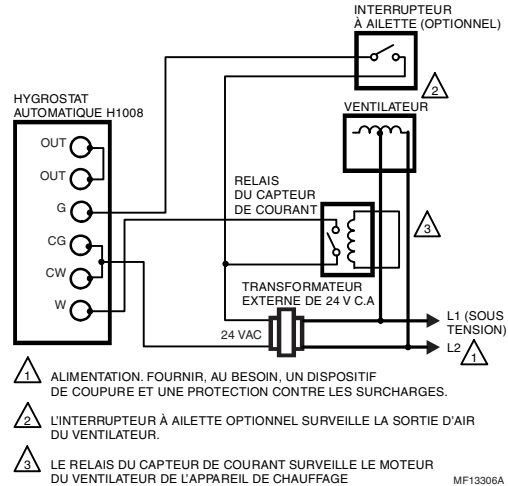 INTERRUPTEUR
À AILETTE (OPTIONNEL)
2
HYGROSTAT
AUTOMATIQUE H1008
VENTILATEUR
OUT
OUT
G
CG
CW
W
RELAIS
DU CAPTEUR
DE COURANT
3
TRANSFORMATEUR
EXTERNE DE 24 V C.A
24 VAC
L1 (SOUS
TENSION)
L2
1
1 ALIMENTATION. FOURNIR, AU BESOIN, UN DISPOSITIF
DE COUPURE ET UNE PROTECTION CONTRE LES SURCHARGES.
2 L'INTERRUPTEUR À AILETTE OPTIONNEL SURVEILLE LA SORTIE D'AIR
DU VENTILATEUR.
3 LE RELAIS DU CAPTEUR DE COURANT SURVEILLE LE MOTEUR
DU VENTILATEUR DE L'APPAREIL DE CHAUFFAGE
MF13306A